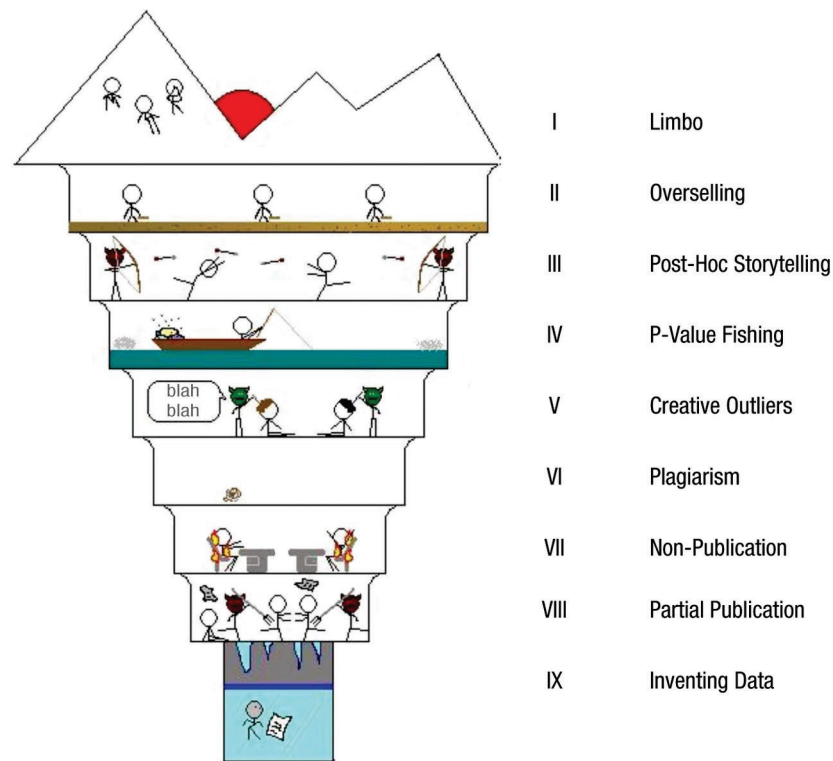 I Limbo
II Overselling
III Post-Hoc Storytelling
IV P-Value Fishing
blah
blah
V Creative Outliers
VI Plagiarism
VII Non-Publication
VIII Partial Publication
IX Inventing Data